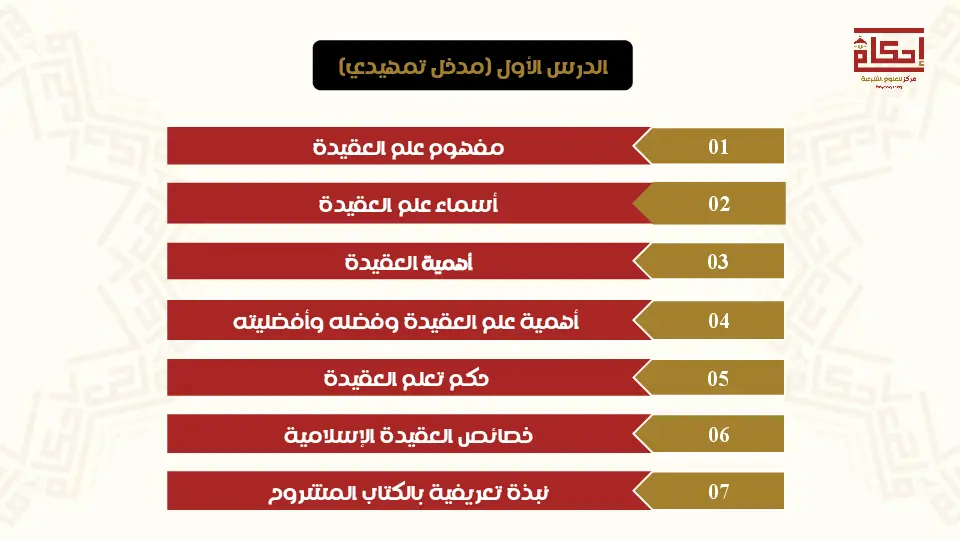 إحكام
مركز للعلوم الشرعية
الدرس الأول (مدخل تمهيدي)
01 مفهوم علم العقيدة
02 أسماء علم العقيدة
03 أهمية العقيدة
04 أهمية علم العقيدة وفضله وأفضليته
05 حكم تعلم العقيدة
06 خصائص العقيدة الإسلامية
07 نبذة تعريفية بالكتاب المشروح